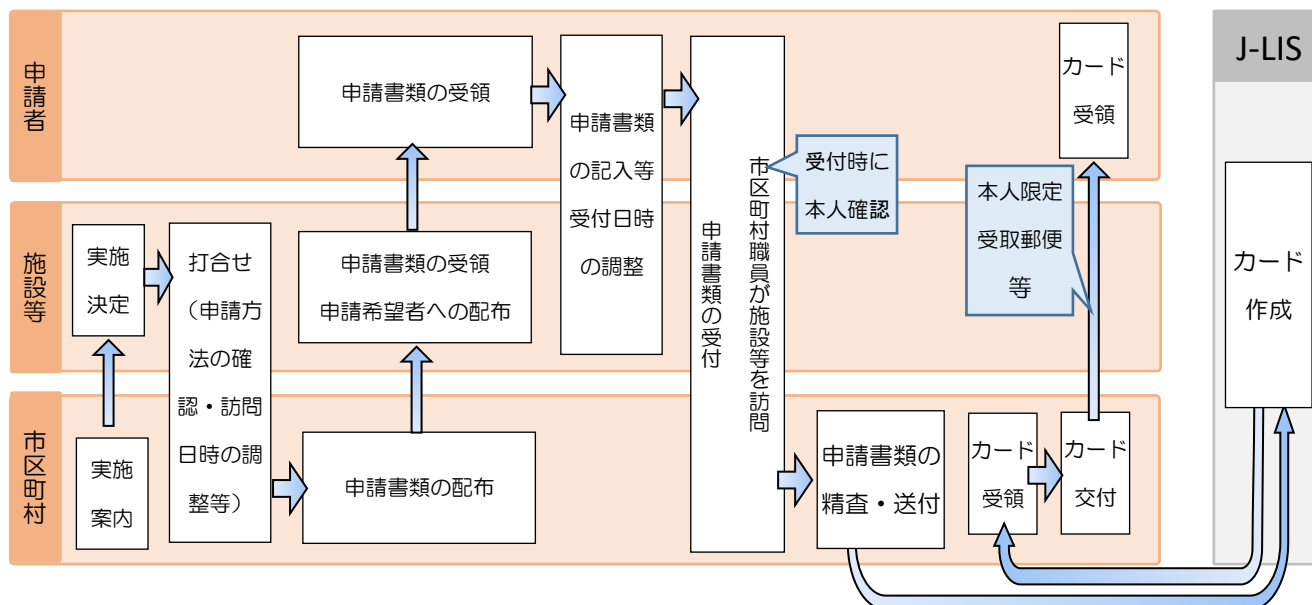 申請者
施設等
市区町村
実施
案内
実施
決定
打合せ
（申請方
法の確
認・訪問
日時の調
整等）
申請書類の配布
申請書類の受領
申請希望者への配布
申請書類の受領
申請書類
の記入等
受付日時
の調整
市区町村職員が施設等を訪問
申請書類の受付
受付時に
本人確認
申請書類の
精査・送付
J-LIS
カード
作成
カード
受領
カード
交付
本人限定
受取郵便
等
カード
受領